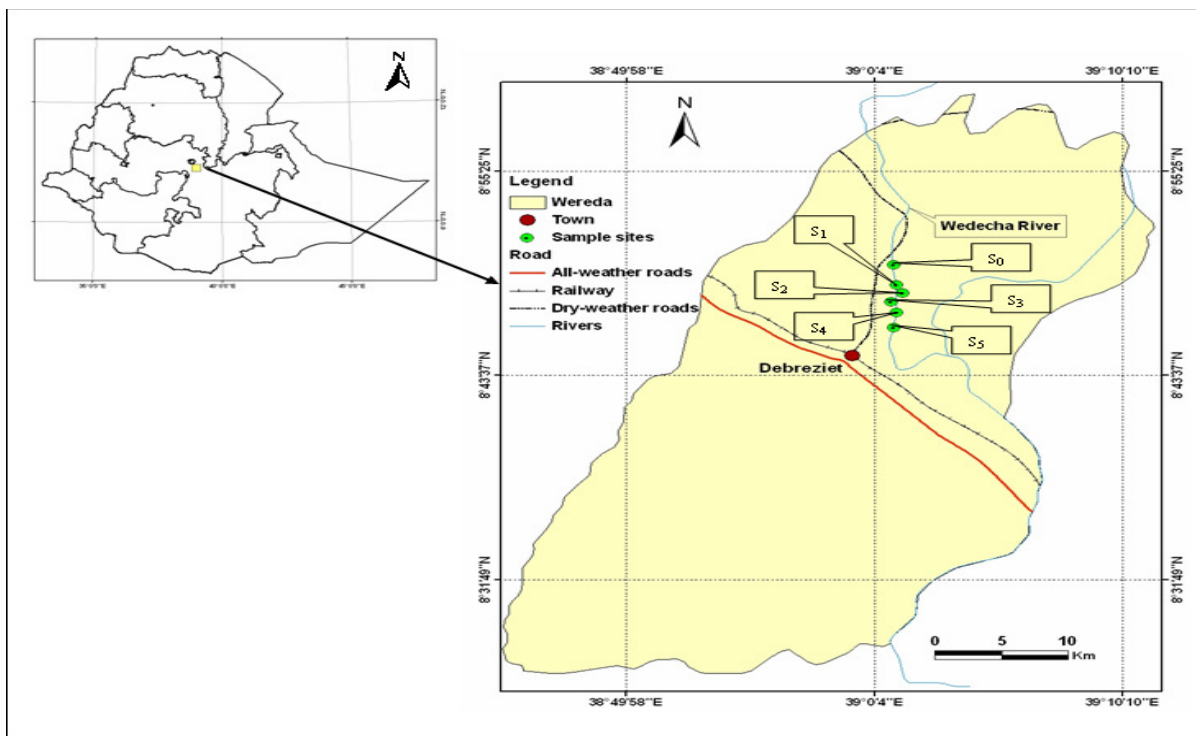 N
38°49'58"E
39°0'4"E
39°10'10"E
N
8°55'25"N
8°55'25"N
Legend
Wereda
Town
Sample sites
Road
All-weather roads
Railway
Dry-weather roads
Rivers
Wedecha River
S1
S0
S2
S3
S4
S5
Debreziet
8°43'37"N
8°43'37"N
8°31'49"N
8°31'49"N
0 5 10
Km
38°49'58"E
39°0'4"E
39°10'10"E